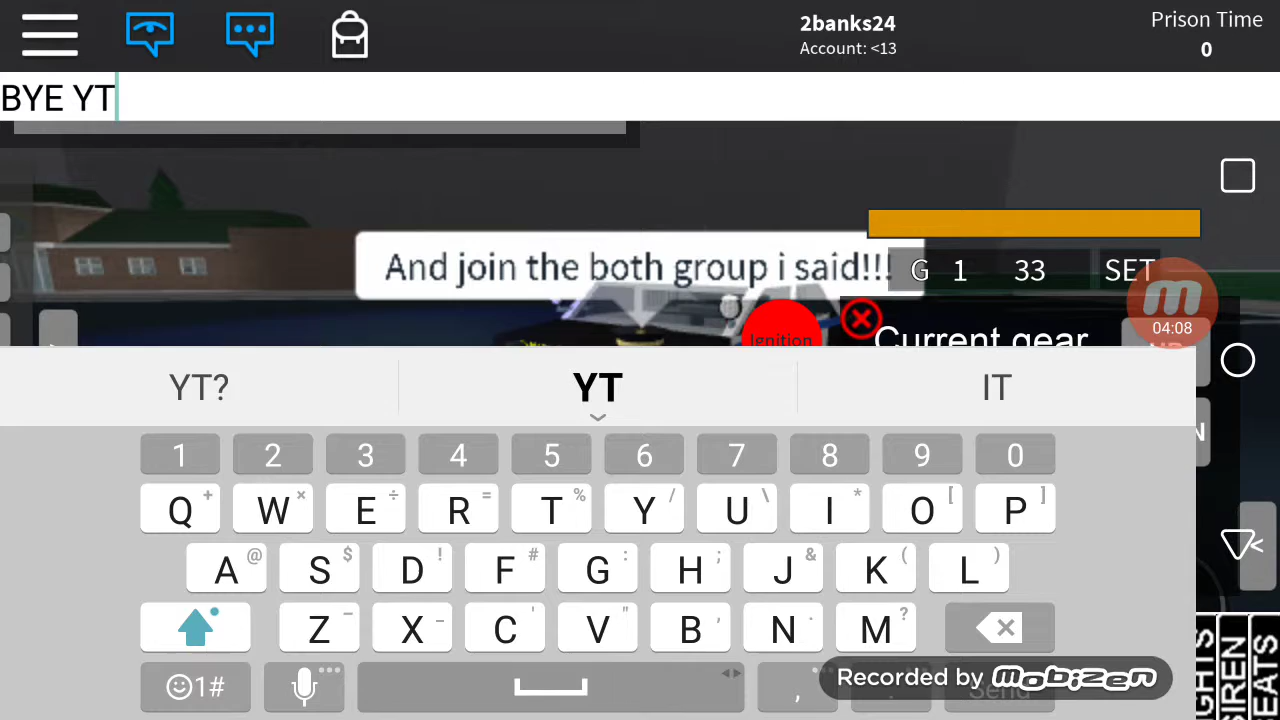 2banks24
Account: <13
Prison Time
0
BYE YT
And join the both group i said!!!
G 1 33 SET
04:08
Ignition
Current gear
YT? YT IT
1 2 3 4 5 6 7 8 9 0
Q + W × E ÷ R = T % Y / U \ I * O [ P ]
A @ S $ D ! F # G : H ; J & K ( L )
Z X C ' V " B , N . M ?
1#
,
Recorded by mobizen
Send
SIREN